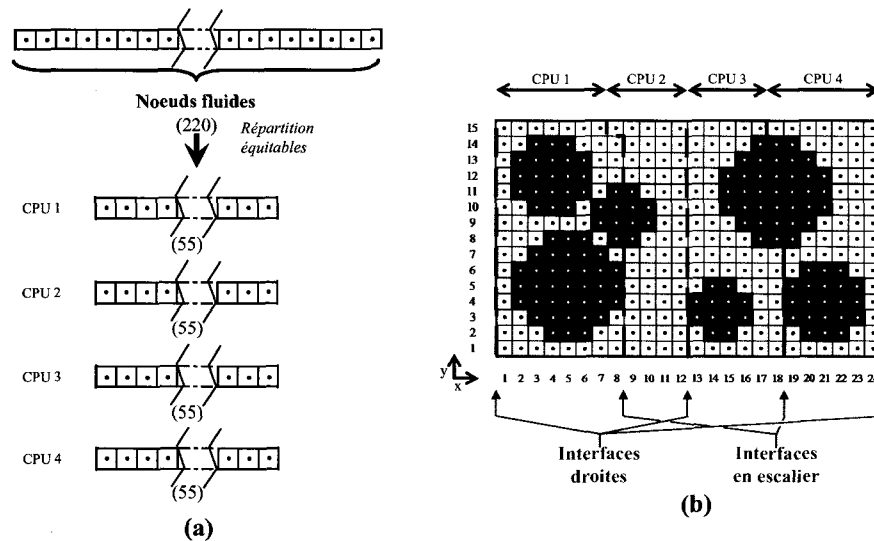 Noeuds fluides
(220)
Répartition
équitables
CPU 1
(55)
CPU 2
(55)
CPU 3
(55)
CPU 4
(55)
(a)
CPU 1 CPU 2 CPU 3 CPU 4
15
14
13
12
11
10
9
8
7
6
5
4
3
2
1
y
x
1 2 3 4 5 6 7 8 9 10 11 12 13 14 15 16 17 18 19 20 21 22 23 24
Interfaces
droites
Interfaces
en escalier
(b)